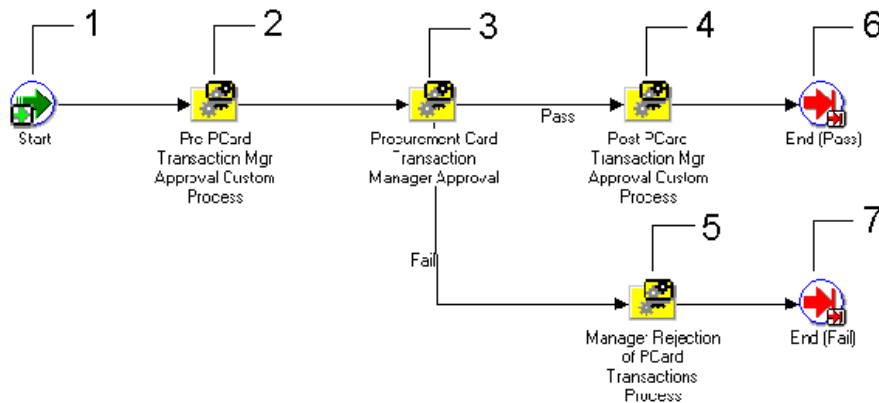 1
2
3
4
6
Start
Pre PCard
Transaction Mgr
Approval Custom
Process
Procurement Card
Transaction
Manager Approval
Pass
Post PCard
Transaction Mgr
Approval Custom
Process
End (Pass)
Fail
5
7
Manager Rejection
of PCard
Transactions
Process
End (Fail)